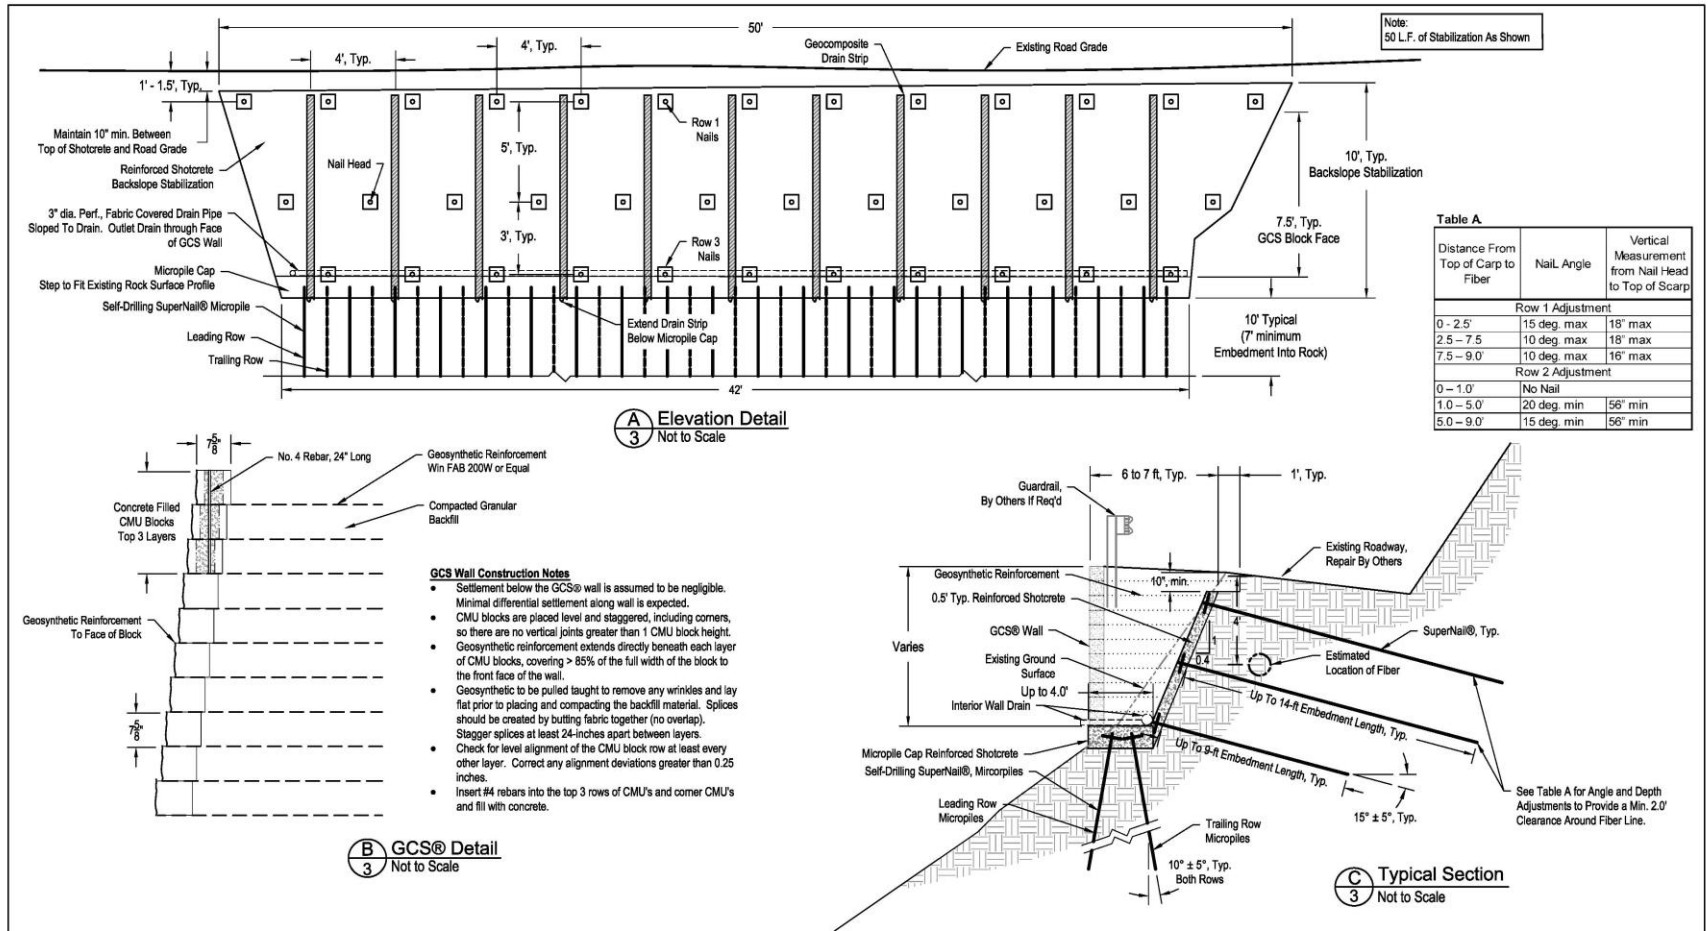 50'
Note:
50 L.F. of Stabilization As Shown
4', Typ.
4', Typ.
Geocomposite
Drain Strip
Existing Road Grade
1' - 1.5', Typ.
Maintain 10" min. Between
Top of Shotcrete and Road Grade
Reinforced Shotcrete
Backslope Stabilization
Nail Head
5', Typ.
Row 1
Nails
10', Typ.
Backslope Stabilization
3" dia. Perf., Fabric Covered Drain Pipe
Sloped To Drain. Outlet Drain through Face
of GCS Wall
3', Typ.
Row 3
Nails
7.5', Typ.
GCS Block Face
Micropile Cap
Step to Fit Existing Rock Surface Profile
Self-Drilling SuperNail® Micropile
Leading Row
Trailing Row
Extend Drain Strip
Below Micropile Cap
10' Typical
(7' minimum
Embedment Into Rock)
42'
A
3
Elevation Detail
Not to Scale
Table A.
Distance From
Top of Carp to
Fiber
NaiL Angle
Vertical
Measurement
from Nail Head
to Top of Scarp
Row 1 Adjustment
0 - 2.5' 15 deg. max 18" max
2.5 – 7.5 10 deg. max 18" max
7.5 – 9.0' 10 deg. max 16" max
Row 2 Adjustment
0 – 1.0' No Nail
1.0 – 5.0' 20 deg. min 56" min
5.0 – 9.0' 15 deg. min 56" min
7 5/8"
No. 4 Rebar, 24" Long
Geosynthetic Reinforcement
Win FAB 200W or Equal
Concrete Filled
CMU Blocks
Top 3 Layers
Compacted Granular
Backfill
Geosynthetic Reinforcement
To Face of Block
7 5/8"
GCS Wall Construction Notes
• Settlement below the GCS® wall is assumed to be negligible.
Minimal differential settlement along wall is expected.
• CMU blocks are placed level and staggered, including corners,
so there are no vertical joints greater than 1 CMU block height.
• Geosynthetic reinforcement extends directly beneath each layer
of CMU blocks, covering > 85% of the full width of the block to
the front face of the wall.
• Geosynthetic to be pulled taught to remove any wrinkles and lay
flat prior to placing and compacting the backfill material. Splices
should be created by butting fabric together (no overlap).
Stagger splices at least 24-inches apart between layers.
• Check for level alignment of the CMU block row at least every
other layer. Correct any alignment deviations greater than 0.25
inches.
• Insert #4 rebars into the top 3 rows of CMU's and corner CMU's
and fill with concrete.
B
3
GCS® Detail
Not to Scale
6 to 7 ft, Typ.
1', Typ.
Guardrail,
By Others If Req'd
Existing Roadway,
Repair By Others
Geosynthetic Reinforcement
10", min.
0.5' Typ. Reinforced Shotcrete
GCS® Wall
Varies
Existing Ground
Surface
1
0.4
4'
SuperNail®, Typ.
Estimated
Location of Fiber
Up to 4.0'
Interior Wall Drain
Up To 14-ft Embedment Length, Typ.
Up To 9-ft Embedment Length, Typ.
Micropile Cap Reinforced Shotcrete
Self-Drilling SuperNail®, Mircorpiles
Leading Row
Micropiles
Trailing Row
Micropiles
10° ± 5°, Typ.
Both Rows
15° ± 5°, Typ.
See Table A for Angle and Depth
Adjustments to Provide a Min. 2.0'
Clearance Around Fiber Line.
C
3
Typical Section
Not to Scale